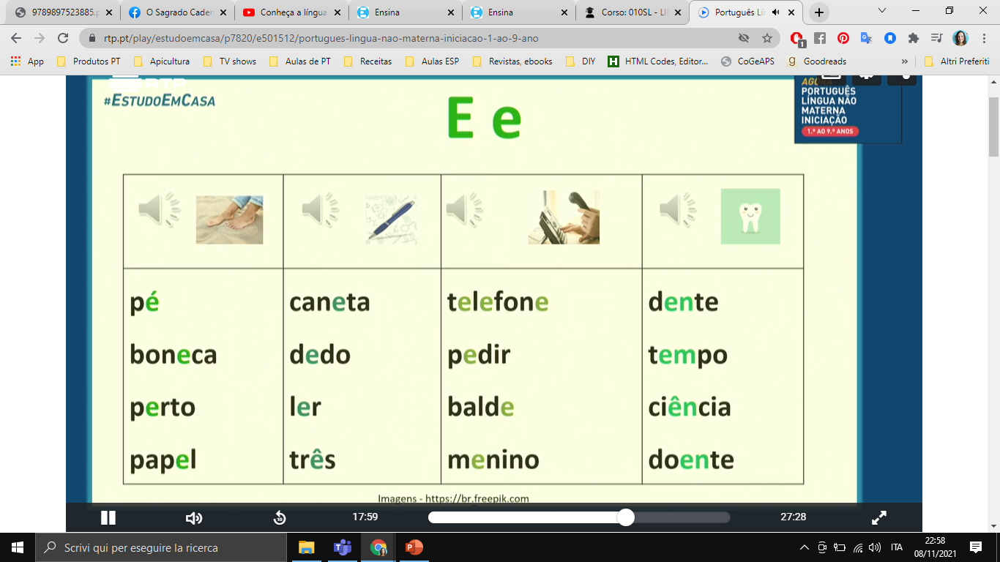 9789897523885.p
O Sagrado Cader
Conheça a língua
Ensina
Ensina
Corso: 010SL - LI
Português Lí
rtp.pt/play/estudoemcasa/p7820/e501512/portugues-lingua-nao-materna-iniciacao-1-ao-9-ano
1
App
Produtos PT
Apicultura
TV shows
Aulas de PT
Receitas
Aulas ESP
Revistas, ebooks
DIY
HTML Codes, Editor...
CoGeAPS
Goodreads
»
Altri Preferiti
RTP
#ESTUDOEMCASA
E e
AGORA
PORTUGUÊS
LÍNGUA NÃO
MATERNA
INICIAÇÃO
1.º AO 9.º ANOS
pé caneta telefone dente
boneca dedo pedir tempo
perto ler balde ciência
papel três menino doente
Imagens - https://br.freepik.com
10
17:59
27:28
Scrivi qui per eseguire la ricerca
ITA
22:58
08/11/2021